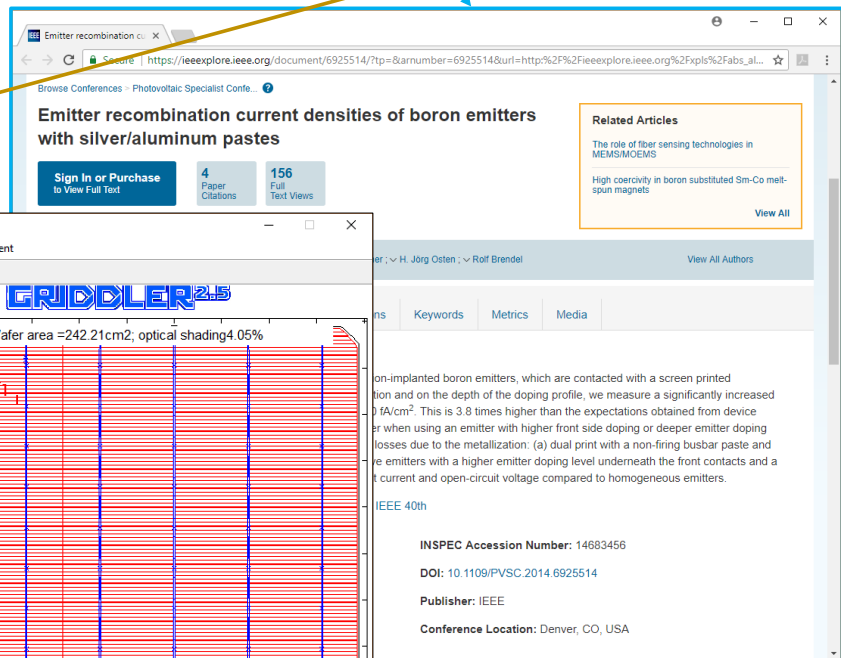 Emitter recombination cu
Secure | https://ieeexplore.ieee.org/document/6925514/?tp=&arnumber=6925514&url=http:%2F%2Fieeexplore.ieee.org%2Fxpls%2Fabs_al...
Browse Conferences > Photovoltaic Specialist Confe...
Emitter recombination current densities of boron emitters
with silver/aluminum pastes
Sign In or Purchase
to View Full Text
4
Paper
Citations
156
Full
Text Views
Related Articles
The role of fiber sensing technologies in
MEMS/MOEMS
High coercivity in boron substituted Sm-Co melt-
spun magnets
View All
er ; H. Jörg Osten ; Rolf Brendel
View All Authors
ns
Keywords
Metrics
Media
on-implanted boron emitters, which are contacted with a screen printed
tion and on the depth of the doping profile, we measure a significantly increased
0 fA/cm2. This is 3.8 times higher than the expectations obtained from device
er when using an emitter with higher front side doping or deeper emitter doping
losses due to the metallization: (a) dual print with a non-firing busbar paste and
ve emitters with a higher emitter doping level underneath the front contacts and a
t current and open-circuit voltage compared to homogeneous emitters.
IEEE 40th
INSPEC Accession Number: 14683456
DOI: 10.1109/PVSC.2014.6925514
Publisher: IEEE
Conference Location: Denver, CO, USA
ent
GRIDDLER2.5
afer area =242.21cm2; optical shading4.05%